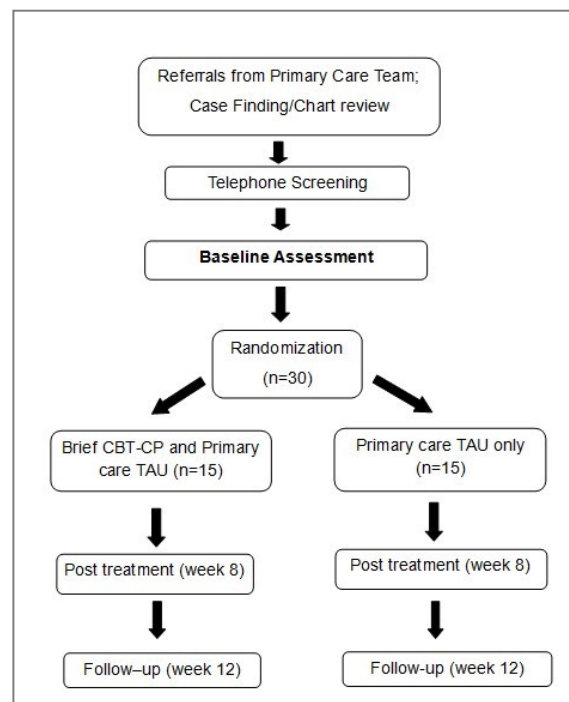 Referrals from Primary Care Team;
Case Finding/Chart review
Telephone Screening
Baseline Assessment
Randomization
(n=30)
Brief CBT-CP and Primary
care TAU (n=15)
Primary care TAU only
(n=15)
Post treatment (week 8)
Post treatment (week 8)
Follow–up (week 12)
Follow-up (week 12)